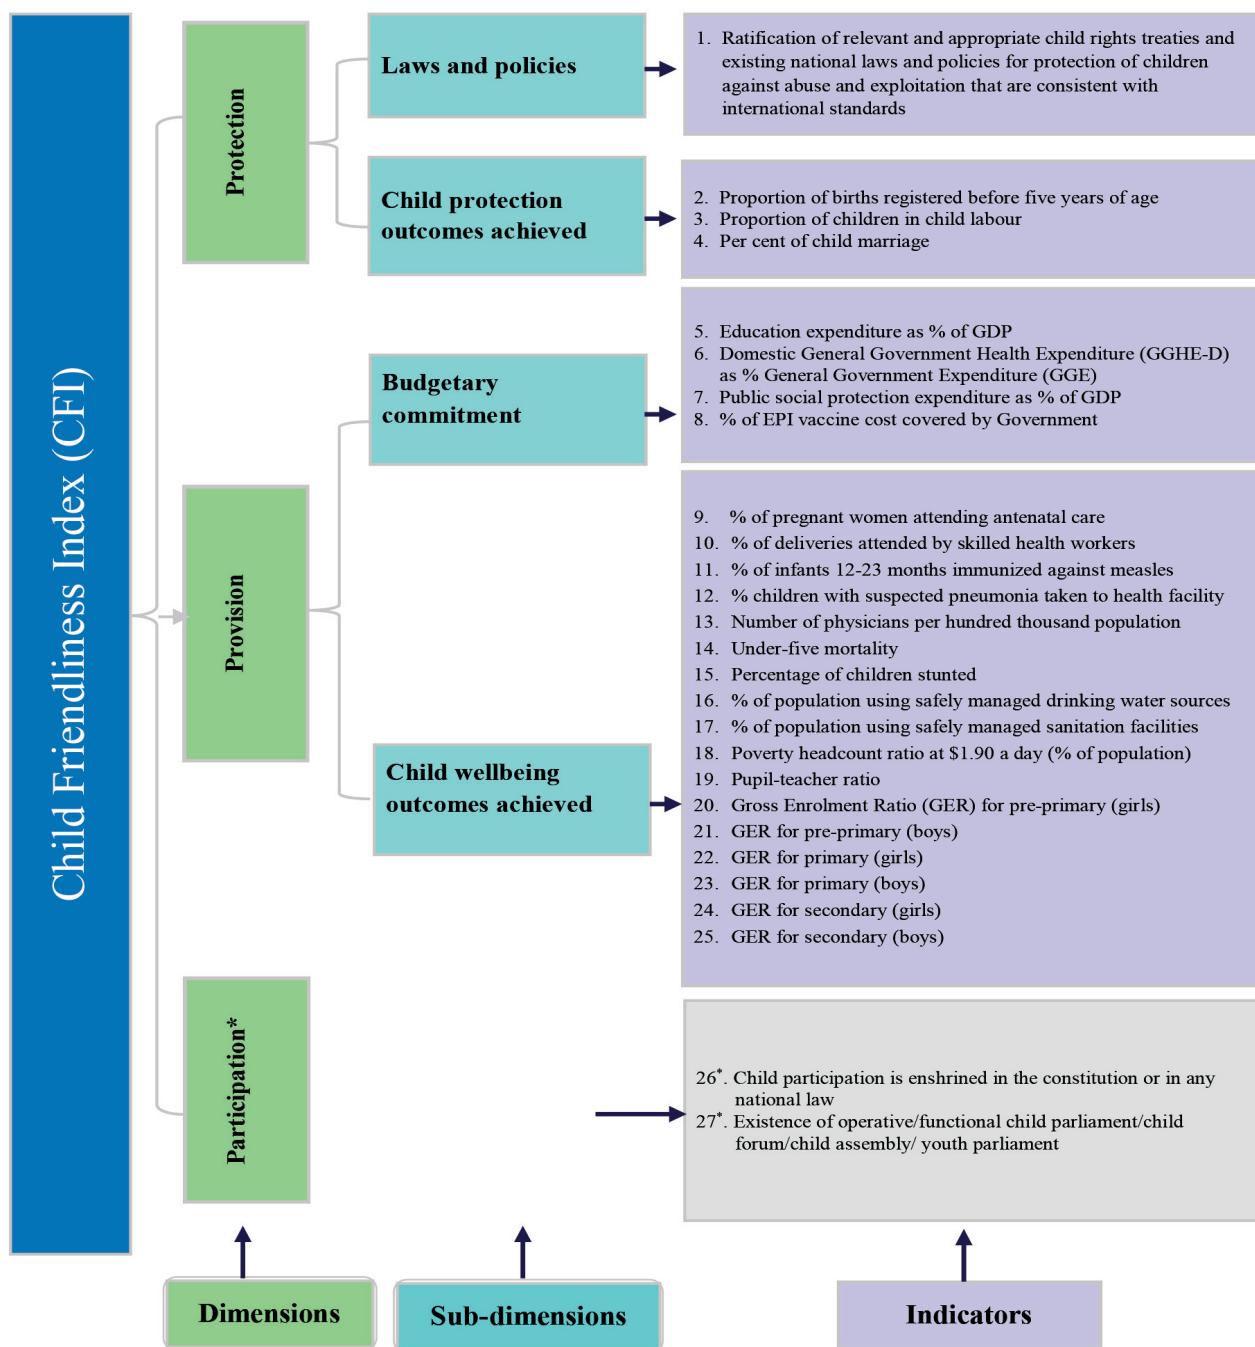 Child Friendliness Index (CFI)
Protection
Laws and policies
1. Ratification of relevant and appropriate child rights treaties and
existing national laws and policies for protection of children
against abuse and exploitation that are consistent with
international standards
Child protection
outcomes achieved
2. Proportion of births registered before five years of age
3. Proportion of children in child labour
4. Per cent of child marriage
Provision
Budgetary
commitment
5. Education expenditure as % of GDP
6. Domestic General Government Health Expenditure (GGHE-D)
as % General Government Expenditure (GGE)
7. Public social protection expenditure as % of GDP
8. % of EPI vaccine cost covered by Government
Child wellbeing
outcomes achieved
9. % of pregnant women attending antenatal care
10. % of deliveries attended by skilled health workers
11. % of infants 12-23 months immunized against measles
12. % children with suspected pneumonia taken to health facility
13. Number of physicians per hundred thousand population
14. Under-five mortality
15. Percentage of children stunted
16. % of population using safely managed drinking water sources
17. % of population using safely managed sanitation facilities
18. Poverty headcount ratio at $1.90 a day (% of population)
19. Pupil-teacher ratio
20. Gross Enrolment Ratio (GER) for pre-primary (girls)
21. GER for pre-primary (boys)
22. GER for primary (girls)
23. GER for primary (boys)
24. GER for secondary (girls)
25. GER for secondary (boys)
Participation*
26*. Child participation is enshrined in the constitution or in any
national law
27*. Existence of operative/functional child parliament/child
forum/child assembly/ youth parliament
Dimensions
Sub-dimensions
Indicators